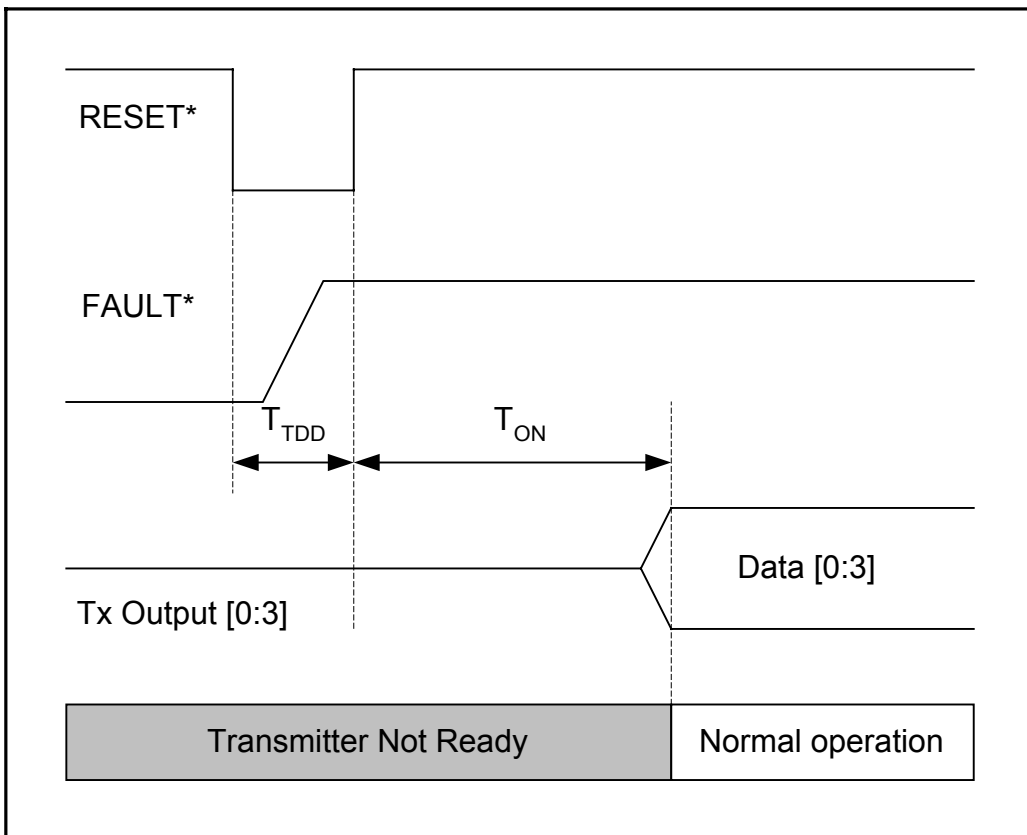 RESET*
FAULT*
T_TDD
T_ON
Data [0:3]
Tx Output [0:3]
Transmitter Not Ready
Normal operation